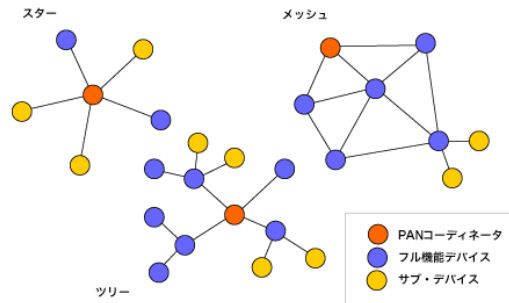 スター
メッシュ
ツリー
PANコーディネータ
フル機能デバイス
サブ・デバイス